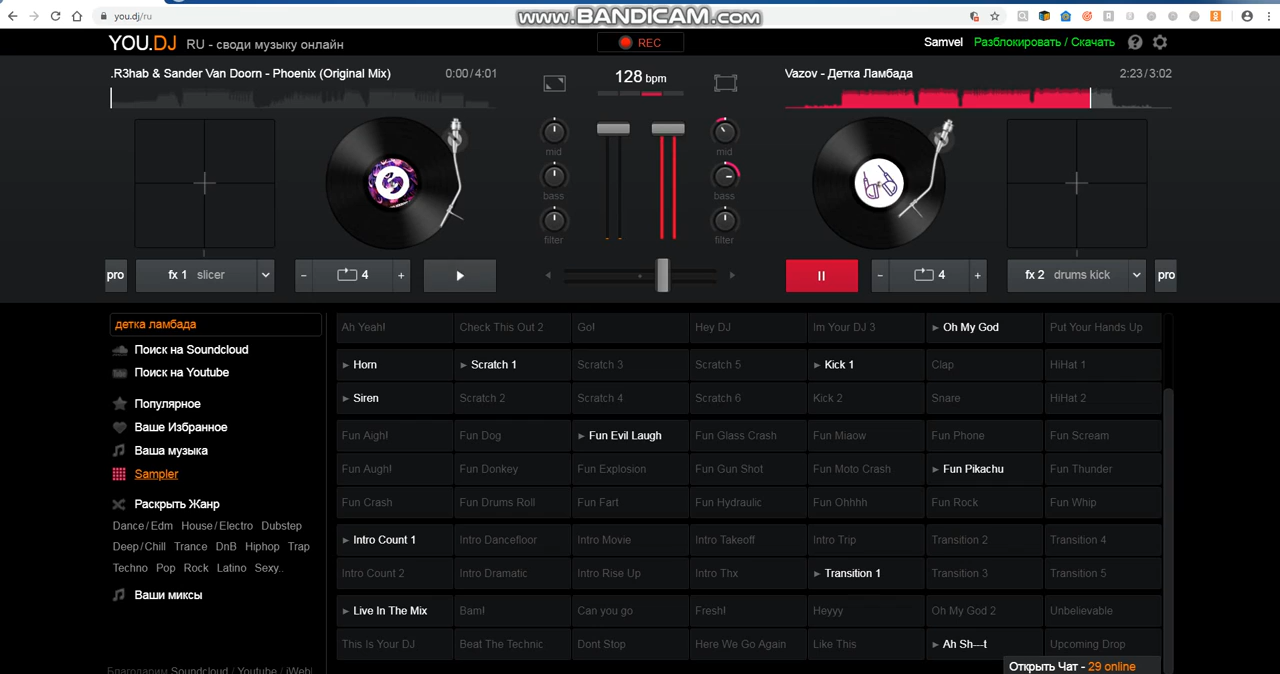 you.dj/ru
www.BANDICAM.com
YOU.DJ RU - своди музыку онлайн
REC
Samvel Разблокировать / Скачать
.R3hab & Sander Van Doorn - Phoenix (Original Mix) 0:00/4:01
128 bpm
Vazov - Детка Ламбада 2:23/3:02
mid mid
bass bass
filter filter
pro fx 1 slicer - 4 + - 4 + fx 2 drums kick pro
детка ламбада
Поиск на Soundcloud
Поиск на Youtube
Популярное
Ваше Избранное
Ваша музыка
Sampler
Раскрыть Жанр
Dance/Edm House/Electro Dubstep
Deep/Chill Trance DnB Hiphop Trap
Techno Pop Rock Latino Sexy..
Ваши миксы
Благодарим Soundcloud / Youtube / iWebI
Ah Yeah! Check This Out 2 Go! Hey DJ Im Your DJ 3 Oh My God Put Your Hands Up
Horn Scratch 1 Scratch 3 Scratch 5 Kick 1 Clap HiHat 1
Siren Scratch 2 Scratch 4 Scratch 6 Kick 2 Snare HiHat 2
Fun Aigh! Fun Dog Fun Evil Laugh Fun Glass Crash Fun Miaow Fun Phone Fun Scream
Fun Augh! Fun Donkey Fun Explosion Fun Gun Shot Fun Moto Crash Fun Pikachu Fun Thunder
Fun Crash Fun Drums Roll Fun Fart Fun Hydraulic Fun Ohhhh Fun Rock Fun Whip
Intro Count 1 Intro Dancefloor Intro Movie Intro Takeoff Intro Trip Transition 2 Transition 4
Intro Count 2 Intro Dramatic Intro Rise Up Intro Thx Transition 1 Transition 3 Transition 5
Live In The Mix Bam! Can you go Fresh! Heyyy Oh My God 2 Unbelievable
This Is Your DJ Beat The Technic Dont Stop Here We Go Again Like This Ah Sh---t Upcoming Drop
Открыть Чат - 29 online